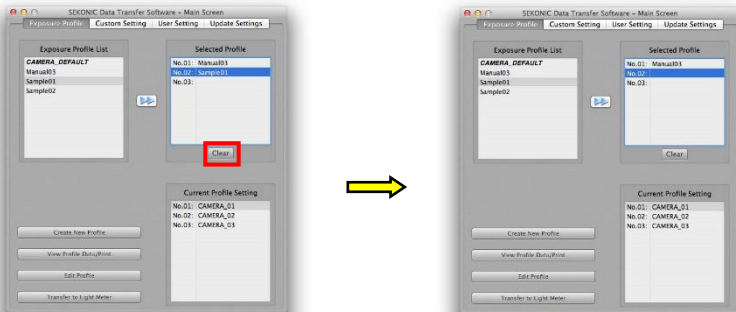 SEKONIC Data Transfer Software – Main Screen
Exposure Profile Custom Setting User Setting Update Settings
Exposure Profile List
CAMERA_DEFAULT
Manual03
Sample01
Sample02
Selected Profile
No.01: Manual03
No.02: Sample01
No.03:
Clear
Current Profile Setting
No.01: CAMERA_01
No.02: CAMERA_02
No.03: CAMERA_03
Create New Profile
View Profile Data/Print
Edit Profile
Transfer to Light Meter
SEKONIC Data Transfer Software – Main Screen
Exposure Profile Custom Setting User Setting Update Settings
Exposure Profile List
CAMERA_DEFAULT
Manual03
Sample01
Sample02
Selected Profile
No.01: Manual03
No.02:
No.03:
Clear
Current Profile Setting
No.01: CAMERA_01
No.02: CAMERA_02
No.03: CAMERA_03
Create New Profile
View Profile Data/Print
Edit Profile
Transfer to Light Meter